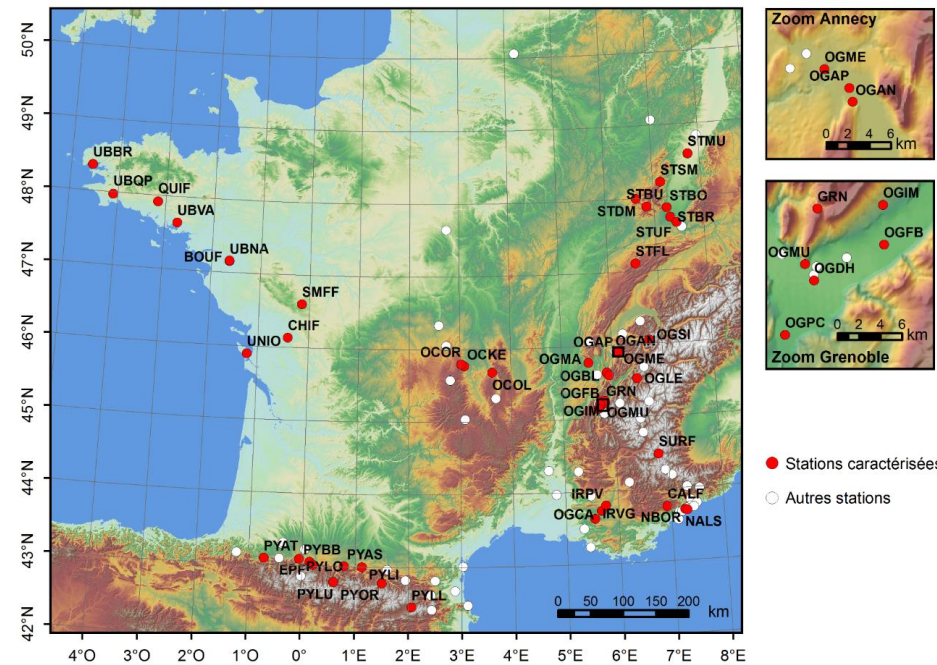 50°N
49°N
48°N
47°N
46°N
45°N
44°N
43°N
42°N
4°O
3°O
2°O
1°O
0°
1°E
2°E
3°E
4°E
5°E
6°E
7°E
8°E
UBBR
UBQP
QUIF
UBVA
BOUF
UBNA
SMFF
CHIF
UNIO
STMU
STSM
STBU
STBO
STDM
STBR
STUF
STFL
OCOR
OCKE
OCOL
OGAP
OGAN
OGSI
OGMA
OGME
OGBL
OGLE
OGFB
GRN
OGIM
OGMU
SURF
IRPV
CALF
OGCA
IRVG
NBOR
NALS
PYAT
PYBB
PYAS
EPF
PYLO
PYLI
PYLU
PYOR
PYLL
0 50 100 150 200
km
Zoom Annecy
OGME
OGAP
OGAN
0 2 4 6
km
GRN
OGIM
OGFB
OGMU
OGDH
OGPC
0 2 4 6
km
Zoom Grenoble
Stations caractérisées
Autres stations